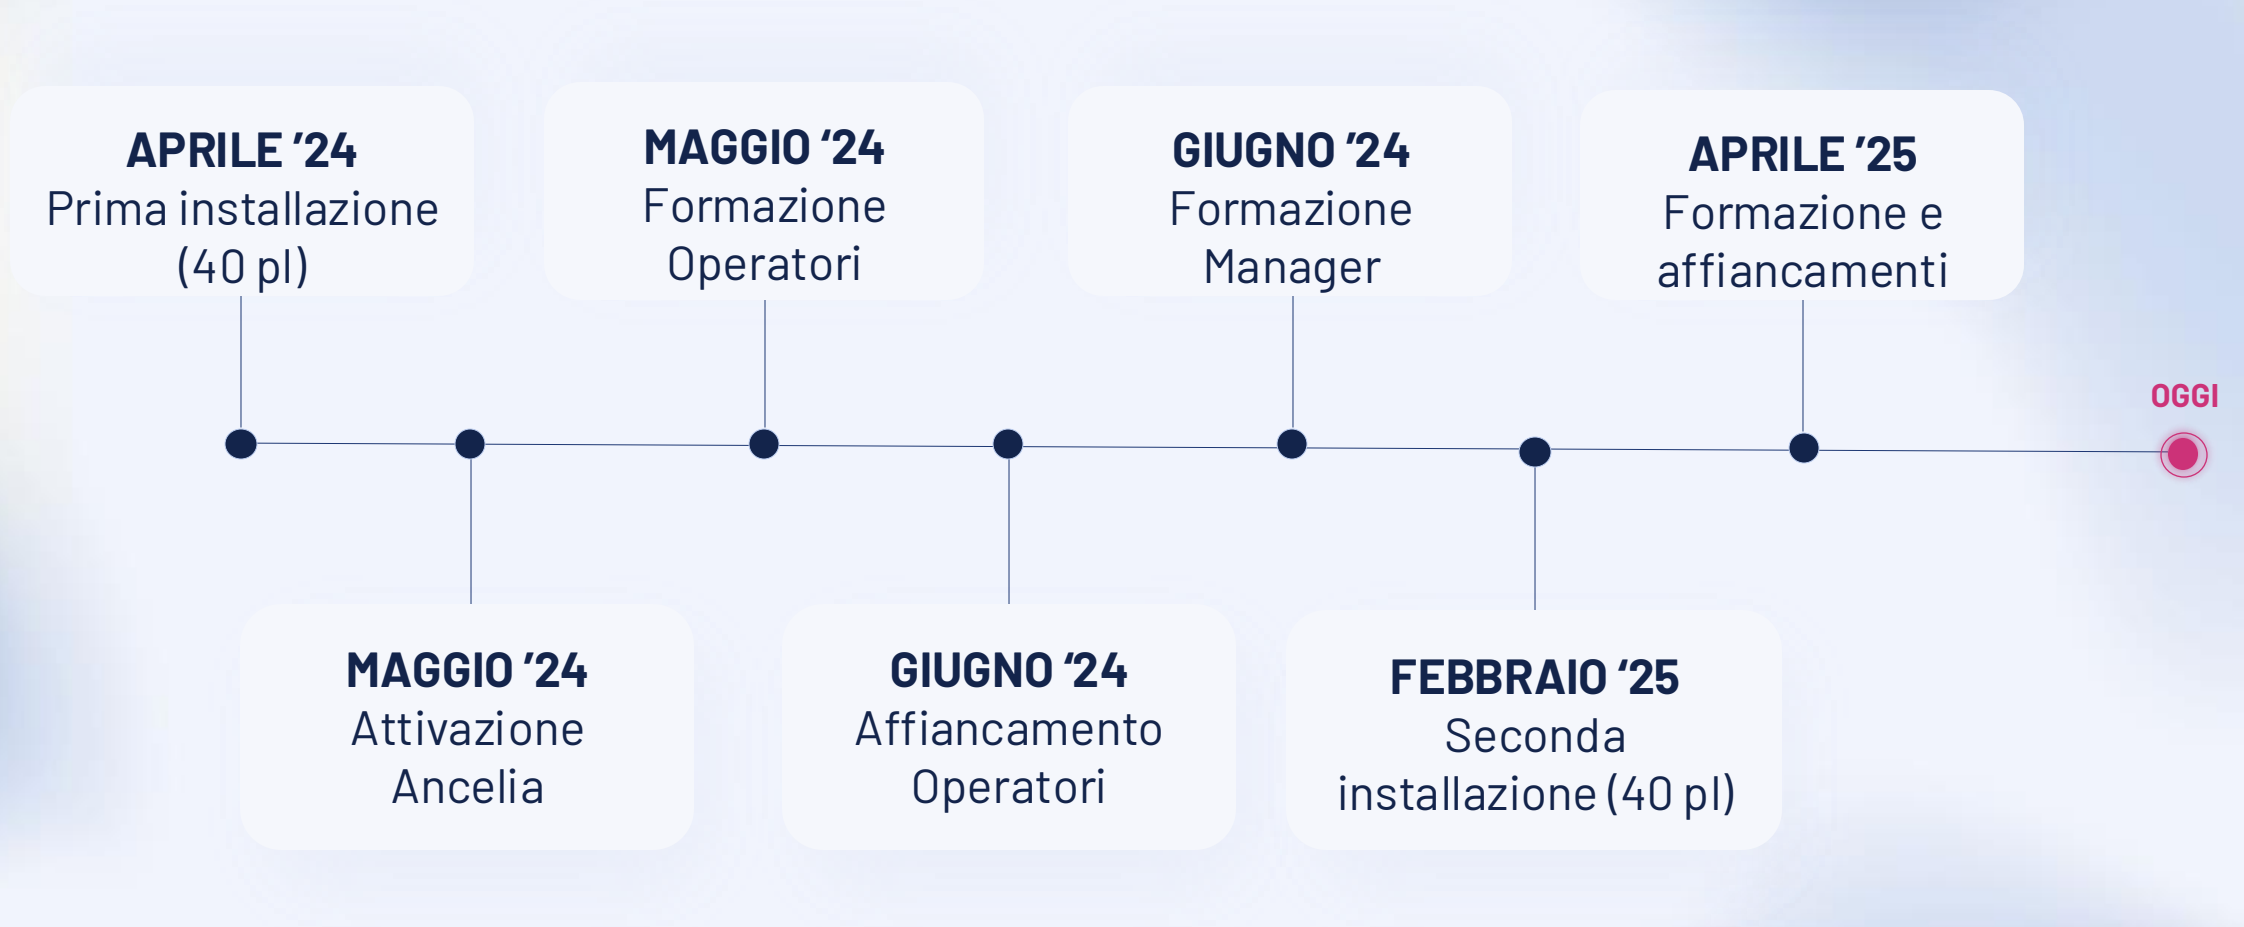 APRILE ’24
Prima installazione
(40 pl)
MAGGIO ‘24
Formazione
Operatori
GIUGNO ’24
Formazione
Manager
APRILE ’25
Formazione e
affiancamenti
OGGI
MAGGIO ’24
Attivazione
Ancelia
GIUGNO ‘24
Affiancamento
Operatori
FEBBRAIO ‘25
Seconda
installazione (40 pl)